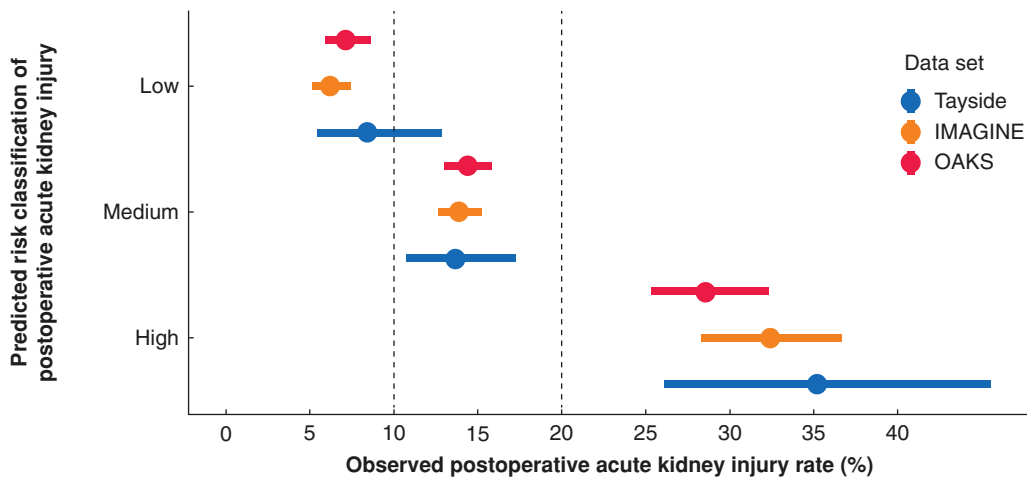 Predicted risk classification of
postoperative acute kidney injury
Low
Medium
High
Data set
Tayside
IMAGINE
OAKS
0 5 10 15 20 25 30 35 40
Observed postoperative acute kidney injury rate (%)